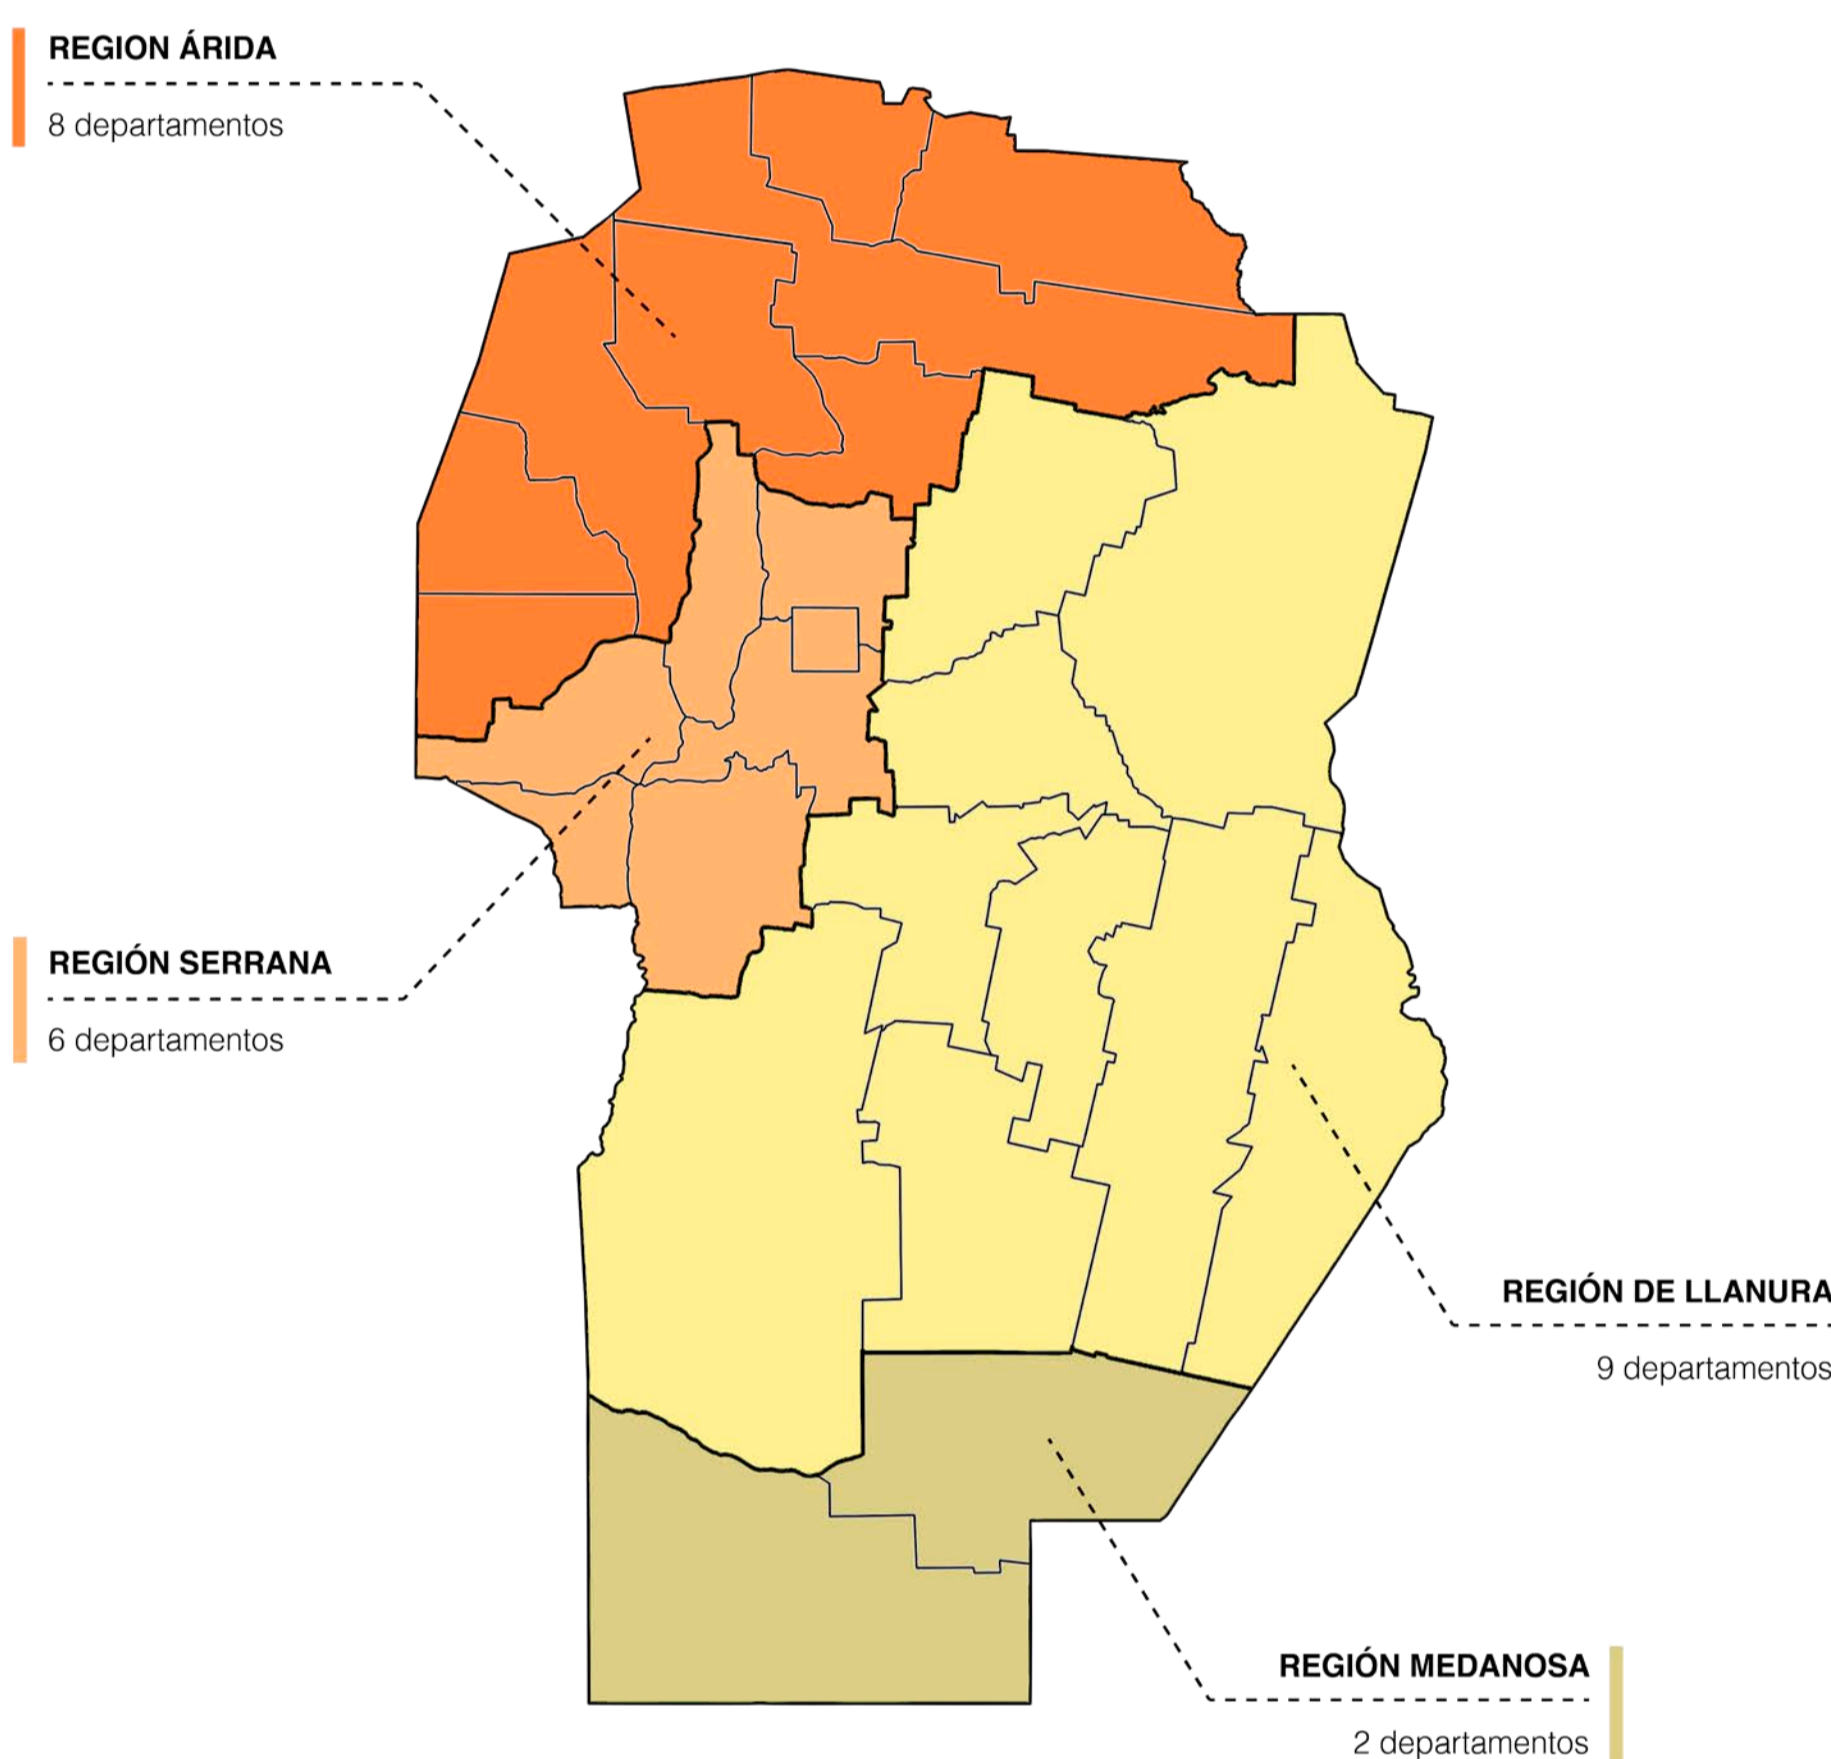 REGION ÁRIDA
8 departamentos
REGIÓN SERRANA
6 departamentos
REGIÓN DE LLANURA
9 departamentos
REGIÓN MEDANOSA
2 departamentos